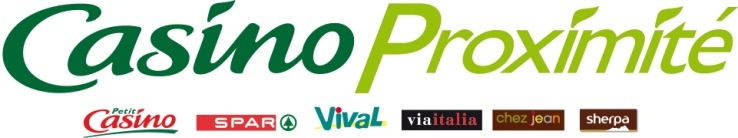 Casino Proximité
Petit Casino SPAR Vival viaitalia chez jean sherpa